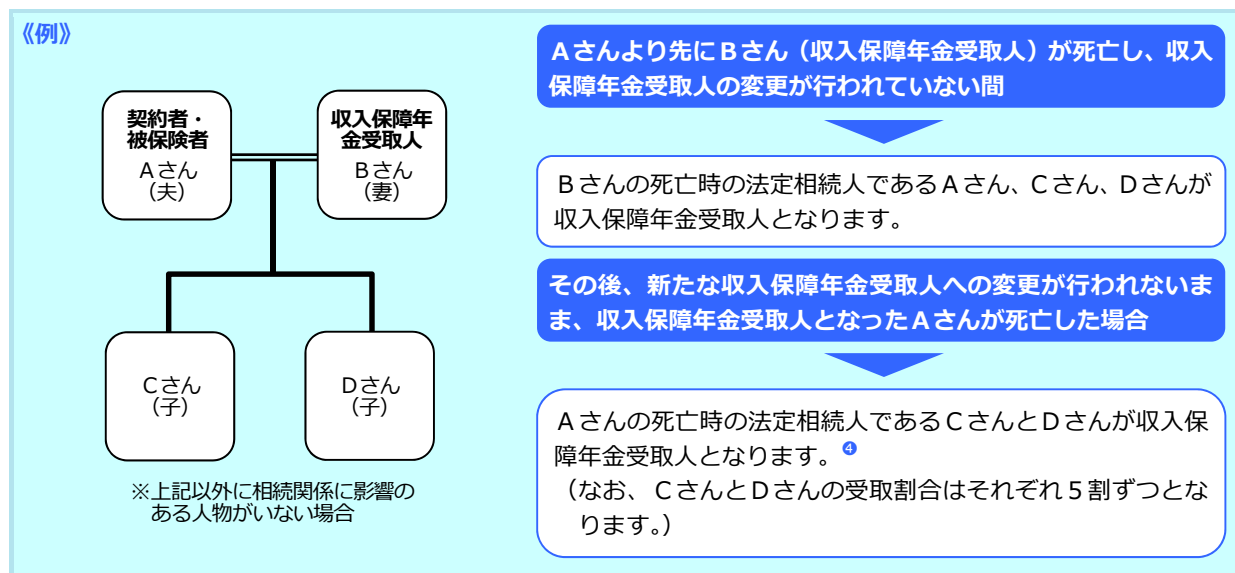 《例》
契約者・
被保険者
Aさん
（夫）
収入保障年
金受取人
Bさん
（妻）
Cさん
（子）
Dさん
（子）
※上記以外に相続関係に影響の
ある人物がいない場合
Aさんより先にBさん（収入保障年金受取人）が死亡し、収入
保障年金受取人の変更が行われていない間
Bさんの死亡時の法定相続人であるAさん、Cさん、Dさんが
収入保障年金受取人となります。
その後、新たな収入保障年金受取人への変更が行われないま
ま、収入保障年金受取人となったAさんが死亡した場合
Aさんの死亡時の法定相続人であるCさんとDさんが収入保
障年金受取人となります。❹
（なお、CさんとDさんの受取割合はそれぞれ5割ずつとな
ります。）